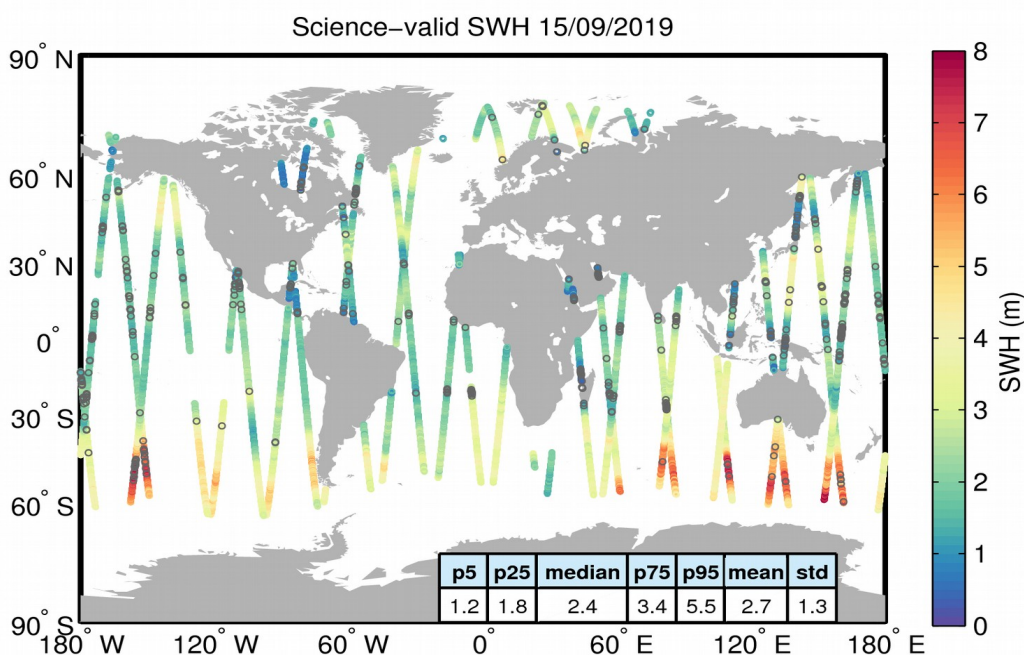 Science−valid SWH 15/09/2019
90° N
60° N
30° N
0°
30° S
60° S
90° S
180° W
120° W
60° W
0°
60° E
120° E
180° E
p5 p25 median p75 p95 mean std
1.2 1.8 2.4 3.4 5.5 2.7 1.3
8
7
6
5
4
3
2
1
0
SWH (m)